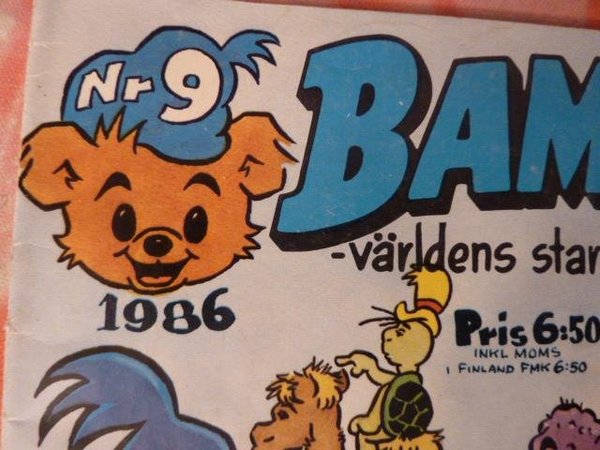 Nr 9
BAM
-världens star
1986
Pris 6:50
INKL MOMS
I FINLAND FMK 6:50